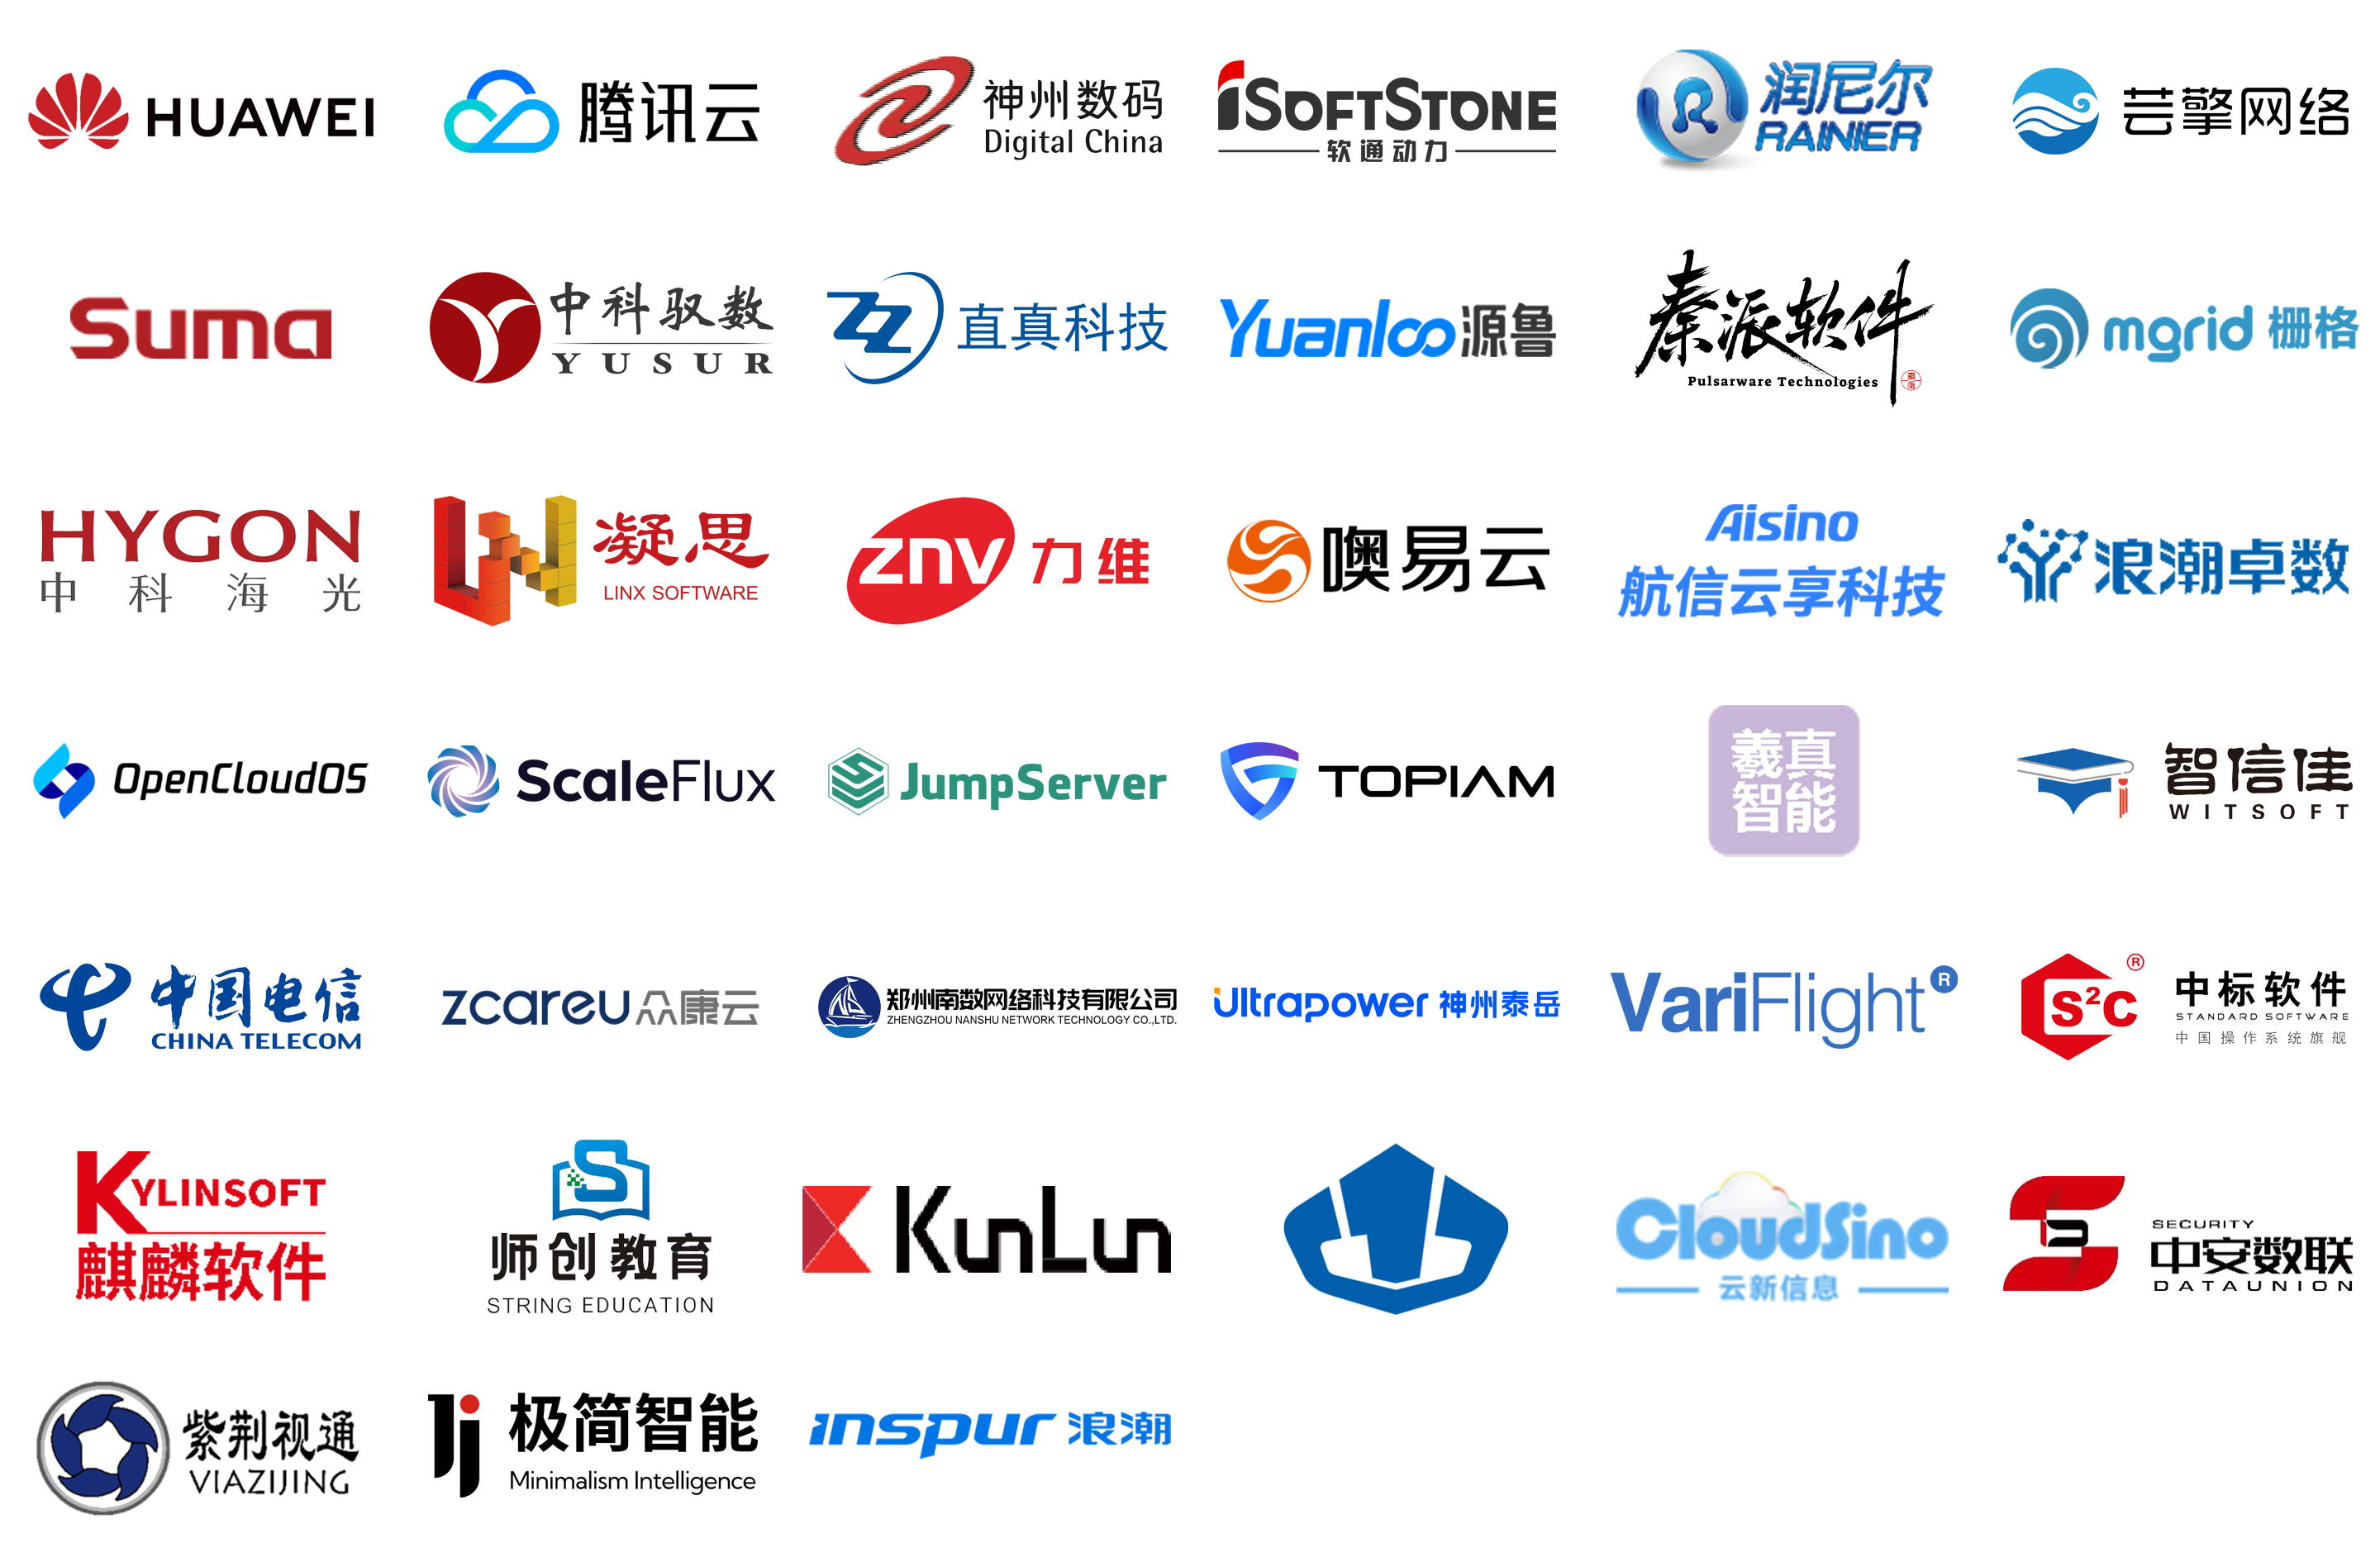 HUAWEI
腾讯云
神州数码
Digital China
iSoftStone
软通动力
润尼尔
RAINIER
芸擎网络
Suma
中科驭数
YUSUR
直真科技
Yuanloo源鲁
秦派软件
Pulsarware Technologies
mgrid 栅格
HYGON
中科海光
凝思
LINX SOFTWARE
ZNV 力维
噢易云
Aisino
航信云享科技
浪潮卓数
OpenCloudOS
ScaleFlux
JumpServer
TOPIAM
羲真
智能
智信佳
WITSOFT
中国电信
CHINA TELECOM
zcareu众康云
郑州南数网络科技有限公司
ZHENGZHOU NANSHU NETWORK TECHNOLOGY CO.,LTD.
Ultrapower 神州泰岳
VariFlight®
S²C ®
中标软件
STANDARD SOFTWARE
中国操作系统旗舰
KYLINSOFT
麒麟软件
师创教育
STRING EDUCATION
KunLun
CloudSino
云新信息
SECURITY
中安数联
DATAUNION
紫荆视通
VIAZIJING
极简智能
Minimalism Intelligence
inspur 浪潮